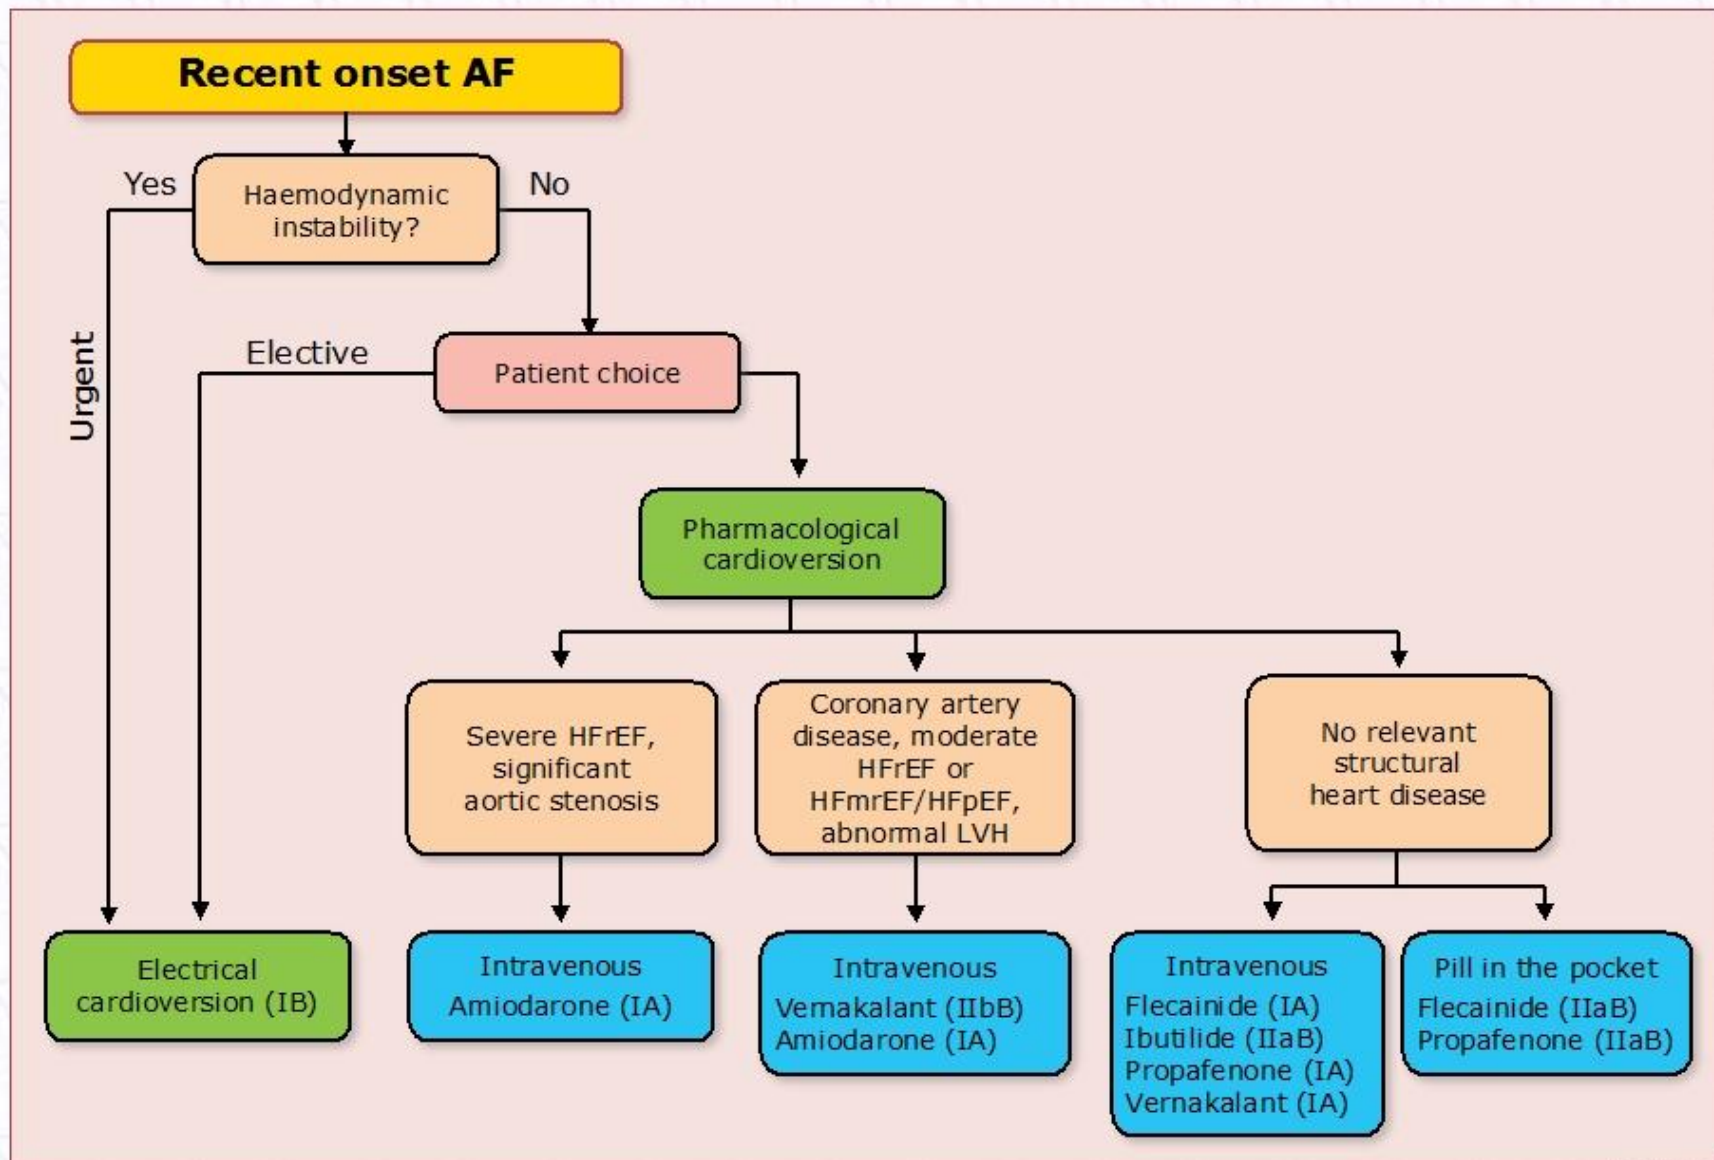 Recent onset AF
Yes
Haemodynamic
instability?
No
Urgent
Elective
Patient choice
Pharmacological
cardioversion
Severe HFrEF,
significant
aortic stenosis
Coronary artery
disease, moderate
HFrEF or
HFmrEF/HFpEF,
abnormal LVH
No relevant
structural
heart disease
Electrical
cardioversion (IB)
Intravenous
Amiodarone (IA)
Intravenous
Vernakalant (IIbB)
Amiodarone (IA)
Intravenous
Flecainide (IA)
Ibutilide (IIaB)
Propafenone (IA)
Vernakalant (IA)
Pill in the pocket
Flecainide (IIaB)
Propafenone (IIaB)